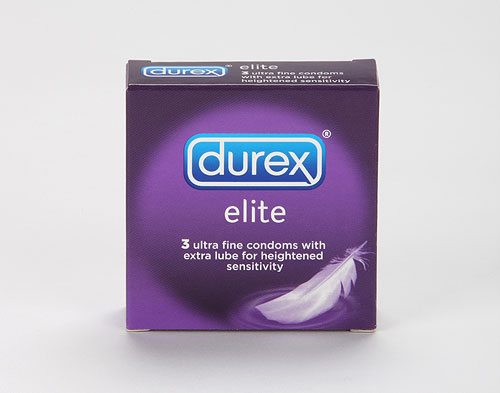 durex®
elite
3 ultra fine condoms
with extra lube for
heightened sensitivity
durex®
elite
3 ultra fine condoms with
extra lube for heightened
sensitivity